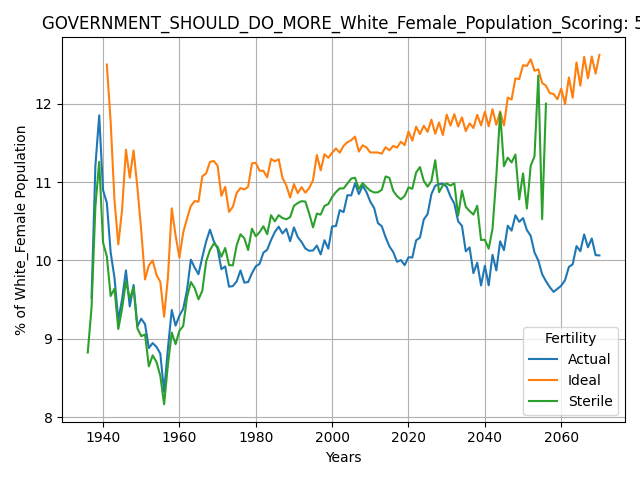 GOVERNMENT_SHOULD_DO_MORE_White_Female_Population_Scoring: 5
% of White_Female Population
12
11
10
9
8
1940 1960 1980 2000 2020 2040 2060
Years
Fertility
Actual
Ideal
Sterile